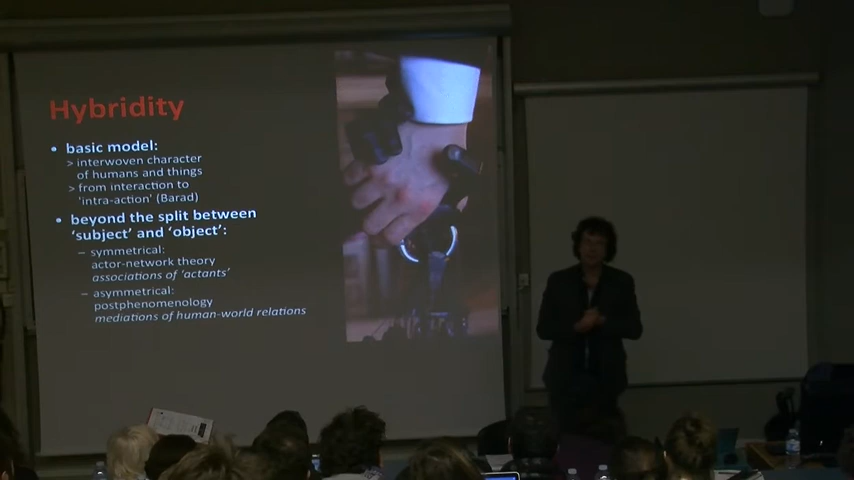 Hybridity
• basic model:
> interwoven character
of humans and things
> from interaction to
'intra-action' (Barad)
• beyond the split between
'subject' and 'object':
– symmetrical:
actor-network theory
associations of 'actants'
– asymmetrical:
postphenomenology
mediations of human-world relations